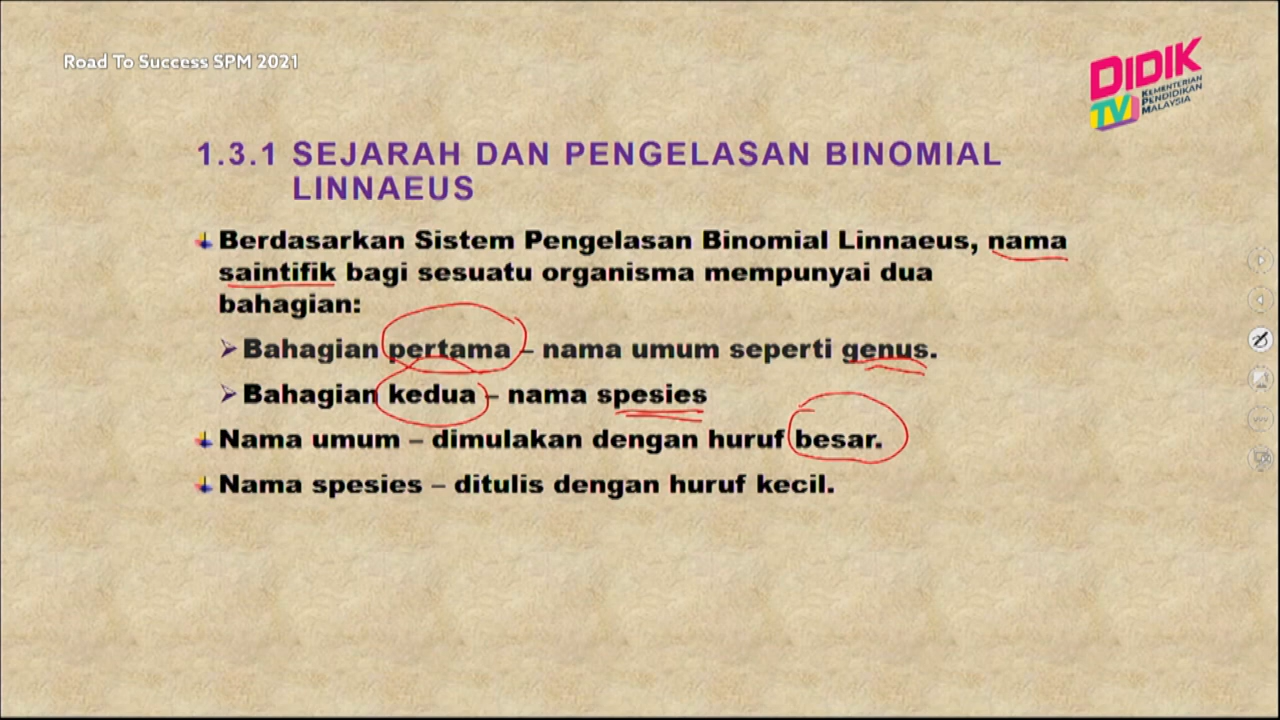 Road To Success SPM 2021
DIDIK
TV
KEMENTERIAN
PENDIDIKAN
MALAYSIA
1.3.1 SEJARAH DAN PENGELASAN BINOMIAL
LINNAEUS
Berdasarkan Sistem Pengelasan Binomial Linnaeus, nama
saintifik bagi sesuatu organisma mempunyai dua
bahagian:
Bahagian pertama – nama umum seperti genus.
Bahagian kedua – nama spesies
Nama umum – dimulakan dengan huruf besar.
Nama spesies – ditulis dengan huruf kecil.